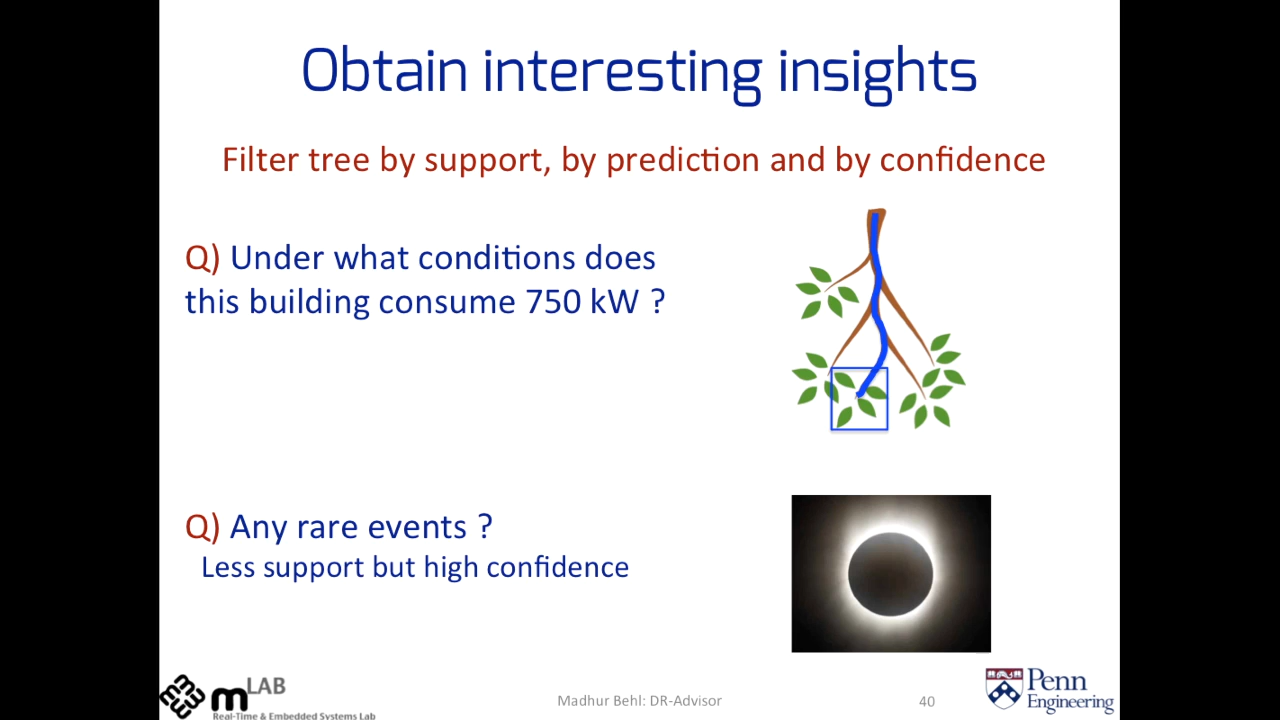 Obtain interesting insights
Filter tree by support, by prediction and by confidence
Q) Under what conditions does
this building consume 750 kW ?
Q) Any rare events ?
Less support but high confidence
mLAB
Real-Time & Embedded Systems Lab
Madhur Behl: DR-Advisor
40
Penn
Engineering